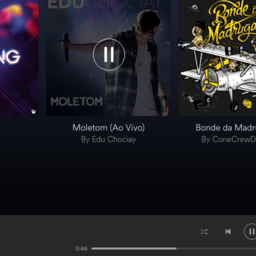 EDU CHOCIAY
NG
MOLETOM
Bonde da
Madruga
Moletom (Ao Vivo)
By Edu Chociay
Bonde da Madru
By ConeCrewD
0:46